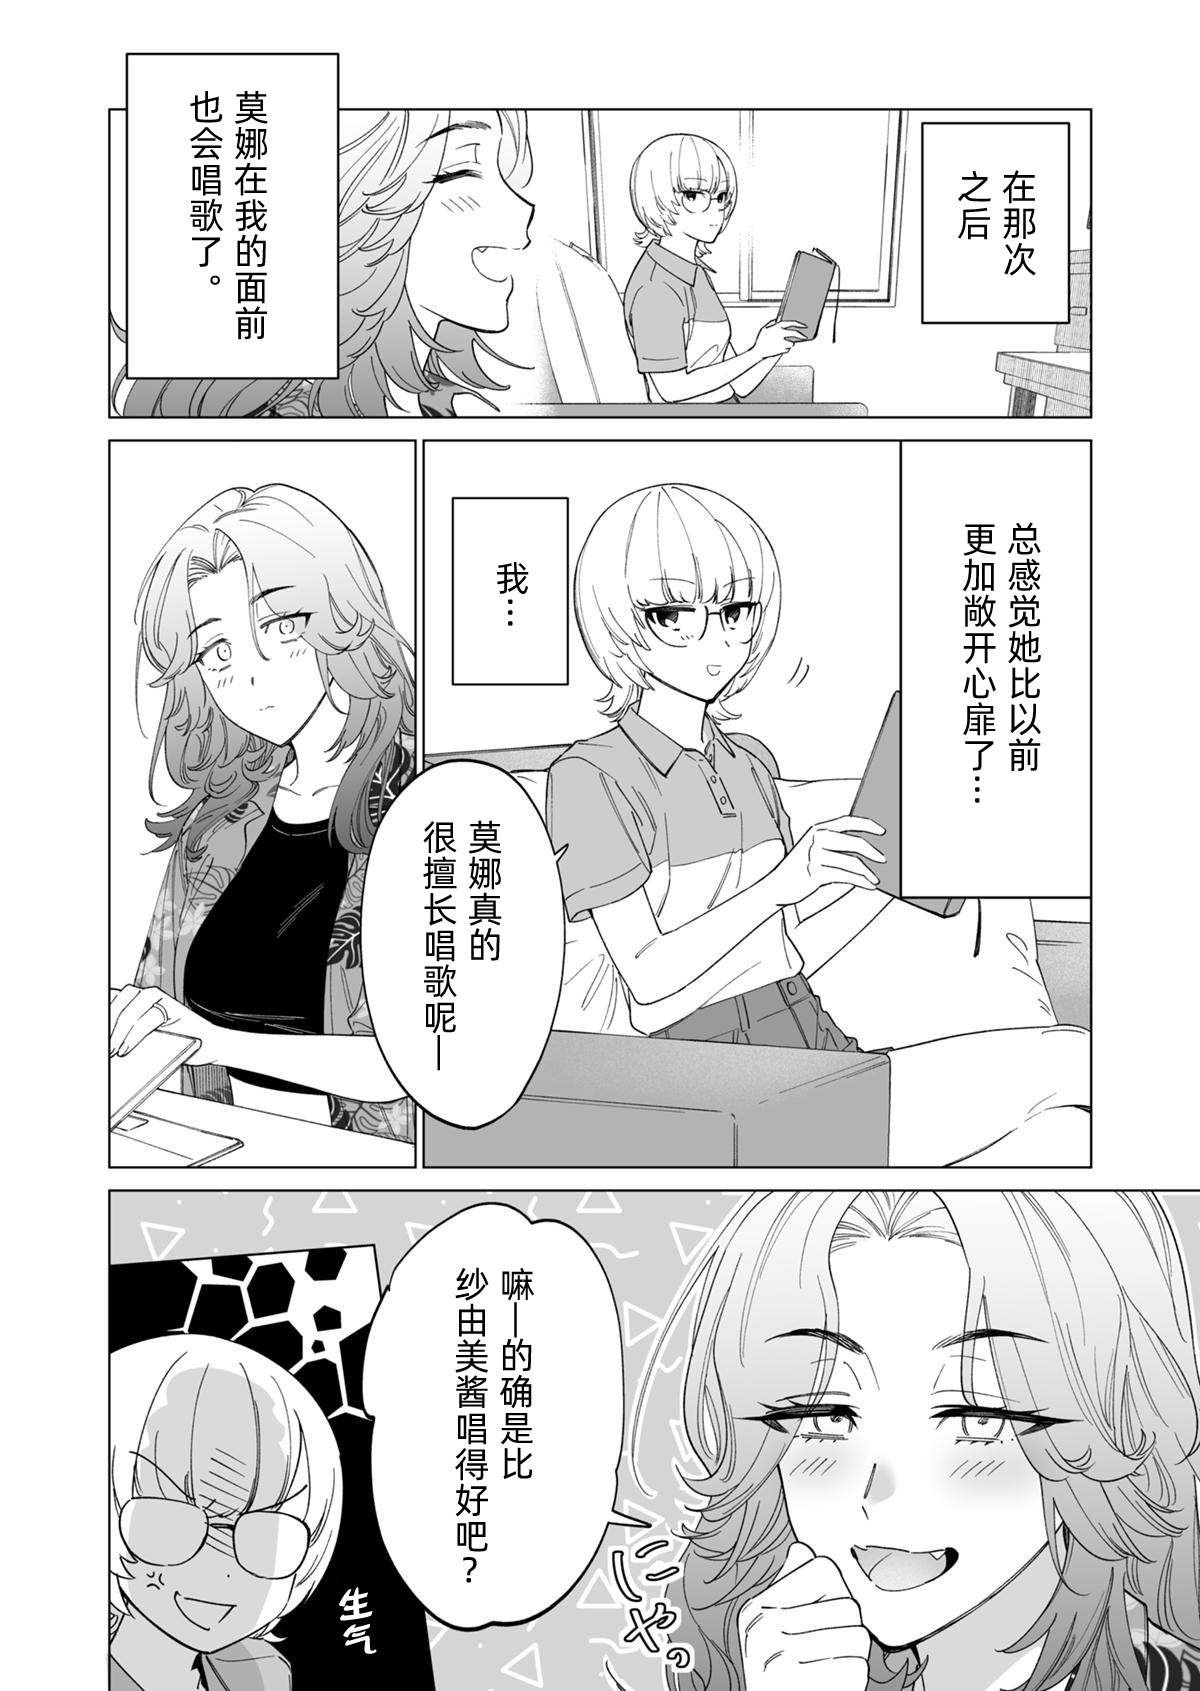 在那次
之后
莫娜在我的面前
也会唱歌了。
总感觉她比以前
更加敞开心扉了…
我…
莫娜真的
很擅长唱歌呢—
嘛—的确是比
纱由美酱唱得好吧？
にやっ
生气